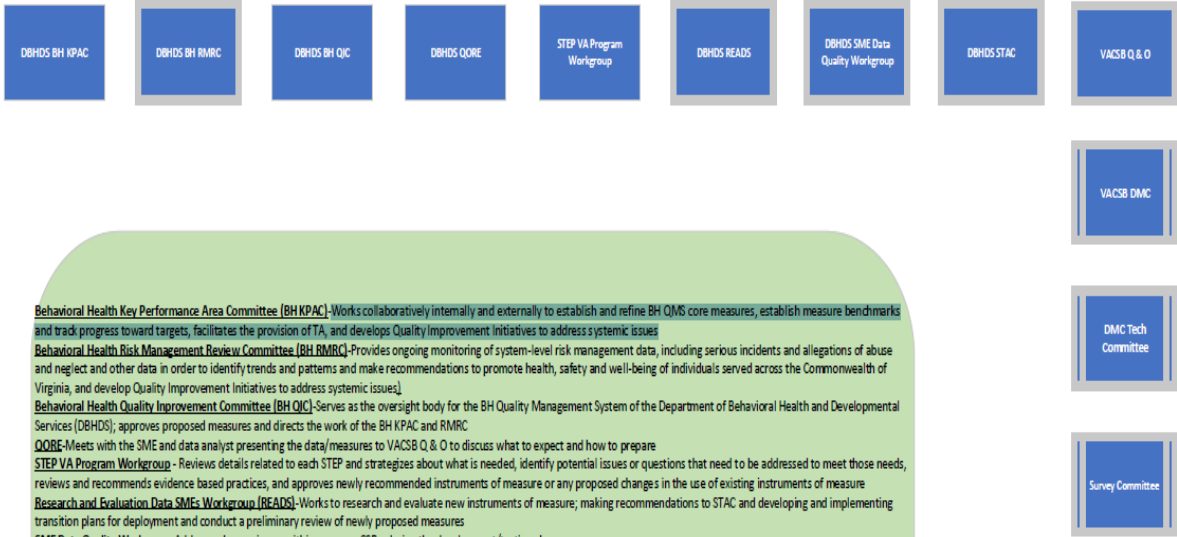 DBHDS BH KPAC
DBHDS BH RMRC
DBHDS BH QIC
DBHDS QORE
STEP VA Program
Workgroup
DBHDS READS
DBHDS SME Data
Quality Workgroup
DBHDS STAC
VACSB Q & O
VACSB DMC
DMC Tech
Committee
Survey Committee
Behavioral Health Key Performance Area Committee (BH KPAC)-Works collaboratively internally and externally to establish and refine BH QMS core measures, establish measure benchmarks
and track progress toward targets, facilitates the provision of TA, and develops Quality Improvement Initiatives to address systemic issues
Behavioral Health Risk Management Review Committee (BH RMRC)-Provides ongoing monitoring of system-level risk management data, including serious incidents and allegations of abuse
and neglect and other data in order to identify trends and patterns and make recommendations to promote health, safety and well-being of individuals served across the Commonwealth of
Virginia, and develop Quality Improvement Initiatives to address systemic issues.)
Behavioral Health Quality Inprovement Committee (BH QIC)-Serves as the oversight body for the BH Quality Management System of the Department of Behavioral Health and Developmental
Services (DBHDS); approves proposed measures and directs the work of the BH KPAC and RMRC
QORE-Meets with the SME and data analyst presenting the data/measures to VACSB Q & O to discuss what to expect and how to prepare
STEP VA Program Workgroup - Reviews details related to each STEP and strategizes about what is needed, identify potential issues or questions that need to be addressed to meet those needs,
reviews and recommends evidence based practices, and approves newly recommended instruments of measure or any proposed changes in the use of existing instruments of measure
Research and Evaluation Data SMEs Workgroup (READS)-Works to research and evaluate new instruments of measure; making recommendations to STAC and developing and implementing
transition plans for deployment and conduct a preliminary review of newly proposed measures